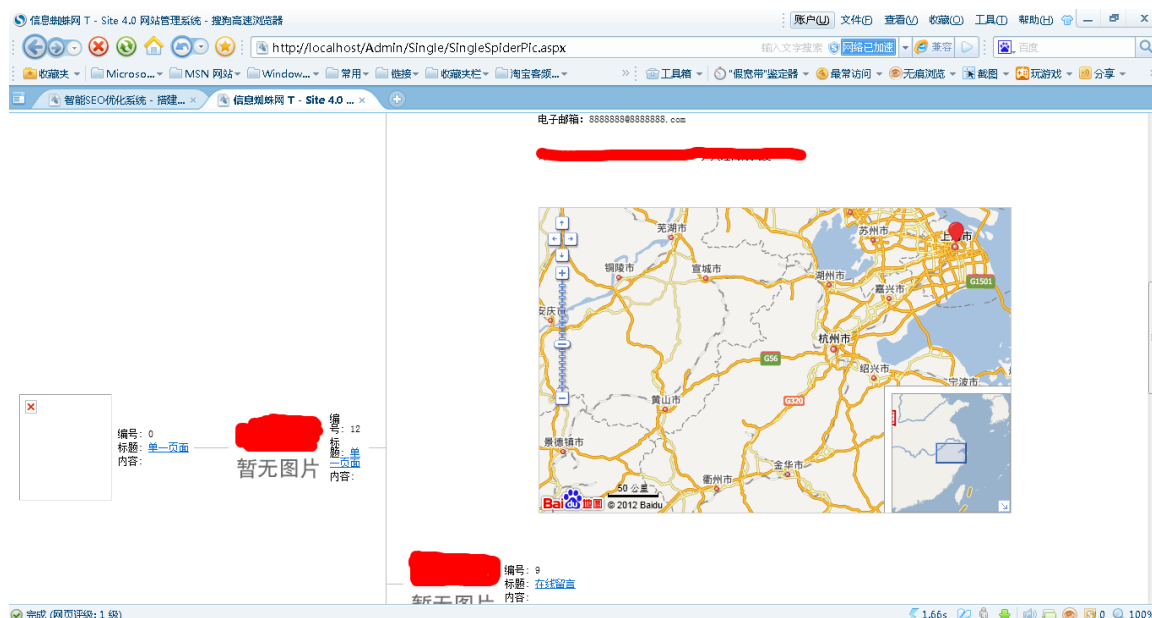 信息蜘蛛网 T - Site 4.0 网站管理系统 - 搜狗高速浏览器
账户(U) 文件(F) 查看(V) 收藏(O) 工具(T) 帮助(H)
http://localhost/Admin/Single/SingleSpiderPic.aspx
输入文字搜索 网络已加速 兼容 百度
收藏夹 Microso... MSN 网站 Window... 常用 链接 收藏夹栏 淘宝客频...
» 工具箱 "假宽带"鉴定器 最常访问 无痕浏览 截图 玩游戏 分享
智能SEO优化系统 - 搭建... × 信息蜘蛛网 T - Site 4.0 ... ×
电子邮箱: 8888888@8888888.com
芜湖市
苏州市
上海市
铜陵市
宣城市
湖州市
G1501
嘉兴市
安庆市
杭州市
G56
绍兴市
宁波市
黄山市
景德镇市
金华市
衢州市
50 公里
Bai du 地图 © 2012 Baidu
编号: 0
标题: 单一页面
内容:
暂无图片
编
号: 12
标
题: 单
一页面
内容:
编号: 9
标题: 在线留言
内容:
暂无图片
完成 (网页评级: 1 级)
1.66s 0 100%